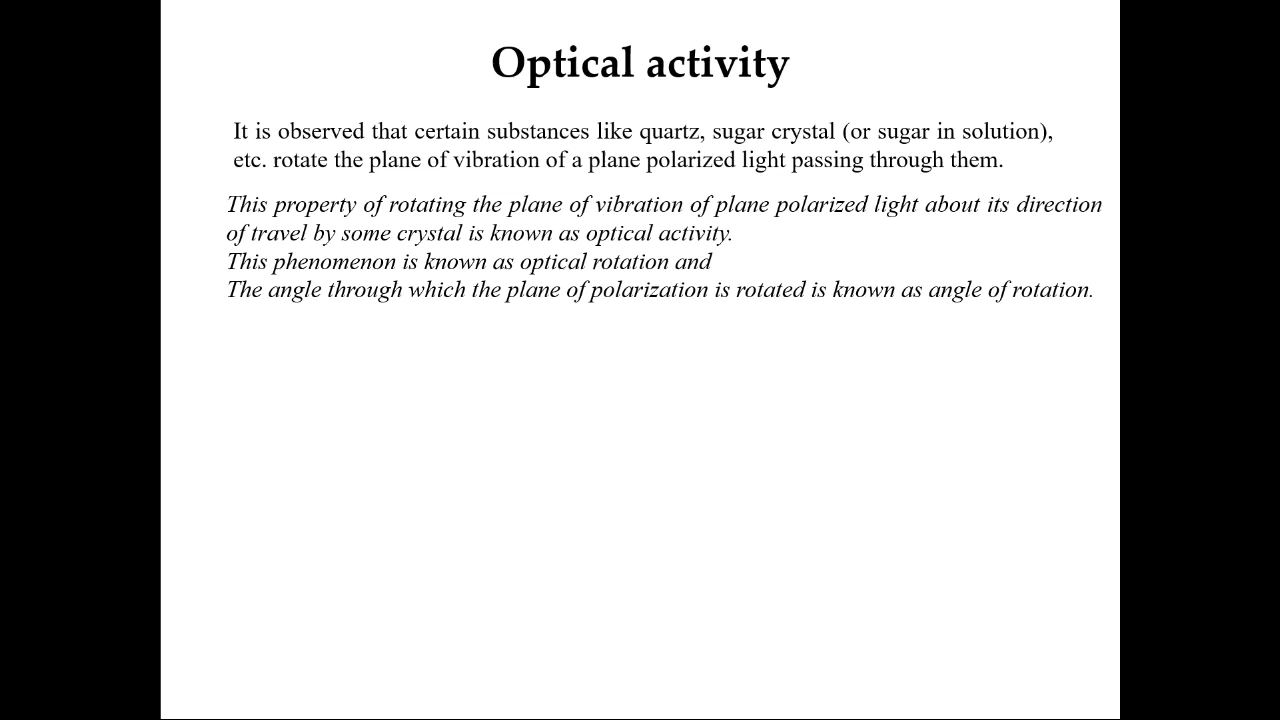 Optical activity
It is observed that certain substances like quartz, sugar crystal (or sugar in solution),
etc. rotate the plane of vibration of a plane polarized light passing through them.
This property of rotating the plane of vibration of plane polarized light about its direction
of travel by some crystal is known as optical activity.
This phenomenon is known as optical rotation and
The angle through which the plane of polarization is rotated is known as angle of rotation.